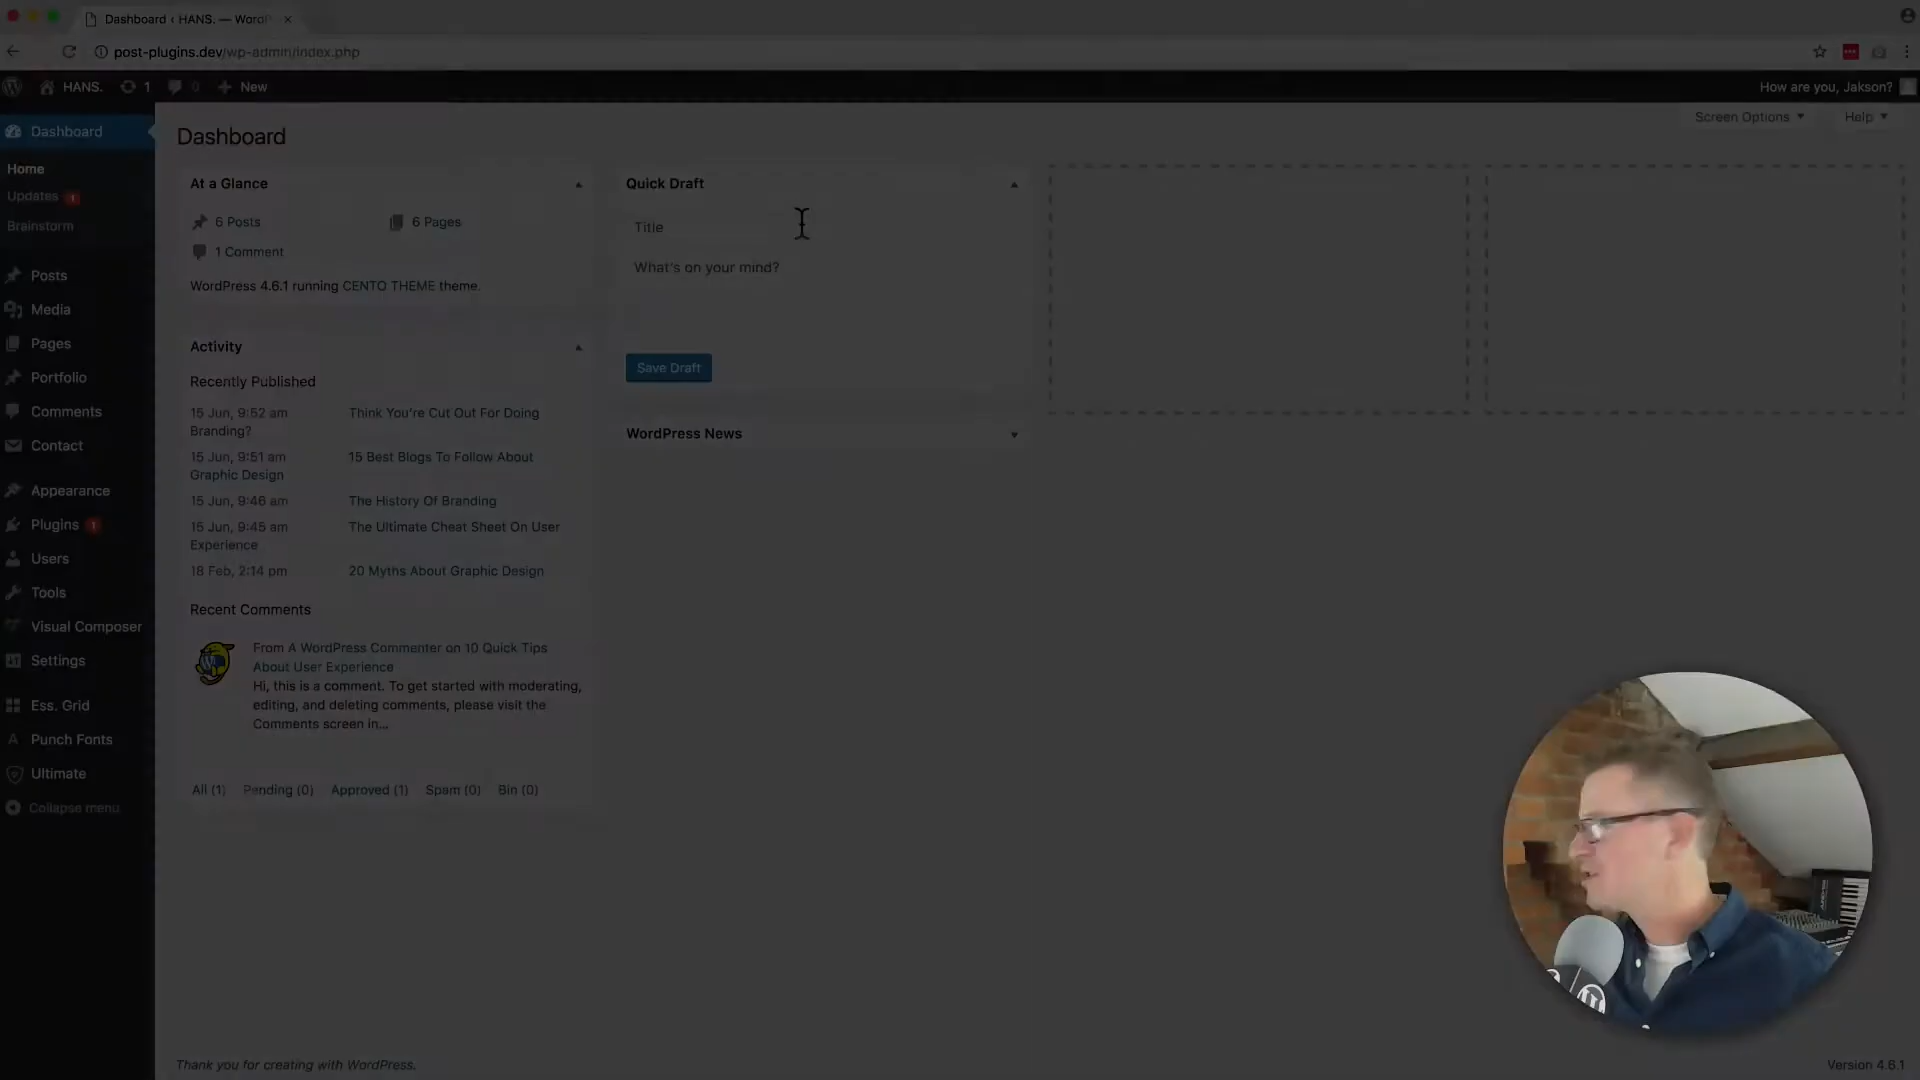 Dashboard ‹ HANS. — WordP
post-plugins.dev/wp-admin/index.php
HANS. 1 0 New
How are you, Jakson?
Screen Options Help
Dashboard
Home
Updates 1
Brainstorm
Posts
Media
Pages
Portfolio
Comments
Contact
Appearance
Plugins 1
Users
Tools
Visual Composer
Settings
Ess. Grid
Punch Fonts
Ultimate
Collapse menu
Dashboard
At a Glance
6 Posts 6 Pages
1 Comment
WordPress 4.6.1 running CENTO THEME theme.
Activity
Recently Published
15 Jun, 9:52 am Think You're Cut Out For Doing
Branding?
15 Jun, 9:51 am 15 Best Blogs To Follow About
Graphic Design
15 Jun, 9:46 am The History Of Branding
15 Jun, 9:45 am The Ultimate Cheat Sheet On User
Experience
18 Feb, 2:14 pm 20 Myths About Graphic Design
Recent Comments
From A WordPress Commenter on 10 Quick Tips
About User Experience
Hi, this is a comment. To get started with moderating,
editing, and deleting comments, please visit the
Comments screen in…
All (1) Pending (0) Approved (1) Spam (0) Bin (0)
Quick Draft
Title
What's on your mind?
Save Draft
WordPress News
Thank you for creating with WordPress.
Version 4.6.1